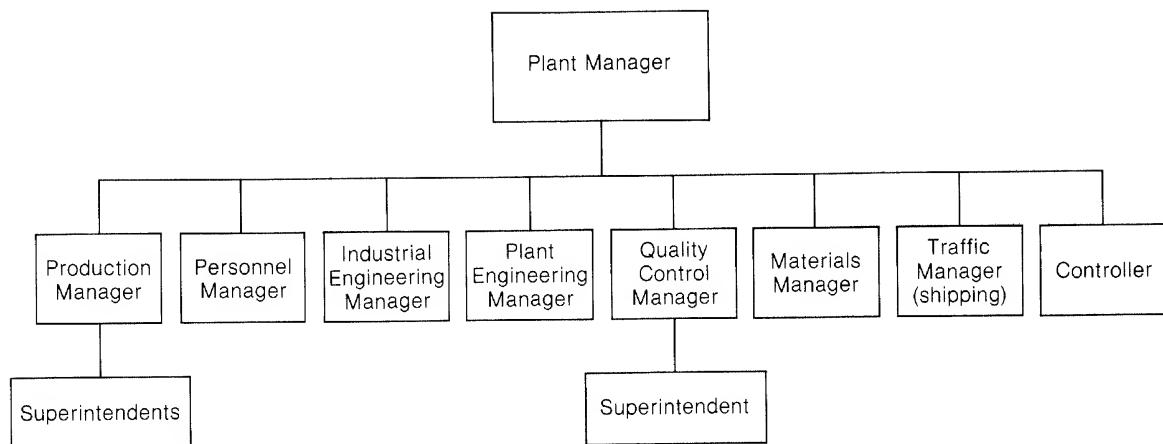 Plant Manager
Production
Manager
Personnel
Manager
Industrial
Engineering
Manager
Plant
Engineering
Manager
Quality
Control
Manager
Materials
Manager
Traffic
Manager
(shipping)
Controller
Superintendents
Superintendent